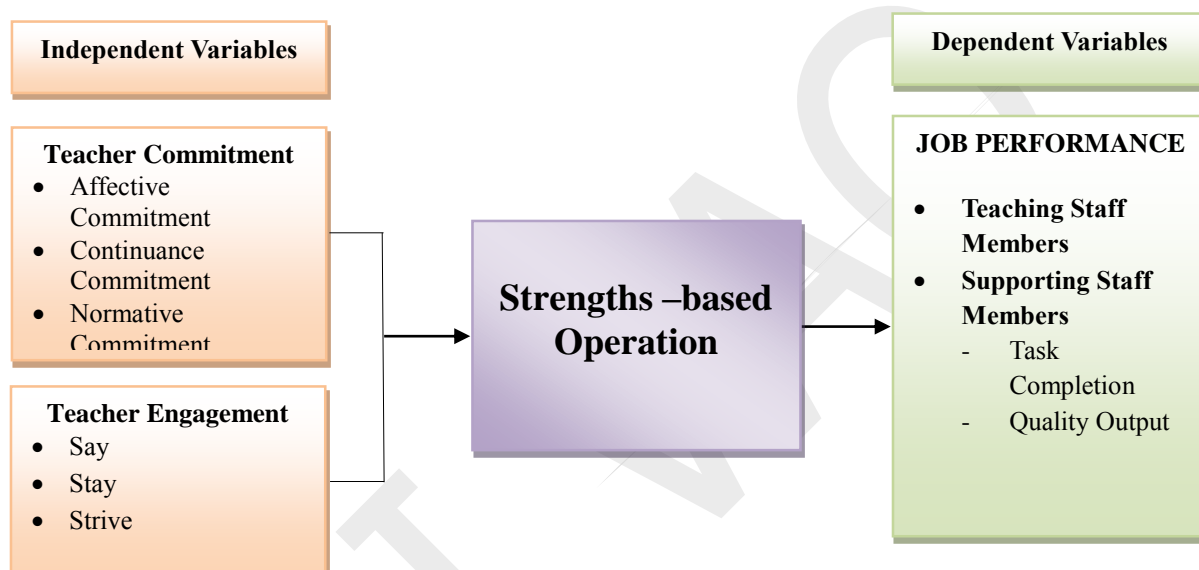 Independent Variables
Teacher Commitment
• Affective
Commitment
• Continuance
Commitment
• Normative
Commitment
Teacher Engagement
• Say
• Stay
• Strive
Strengths –based
Operation
Dependent Variables
JOB PERFORMANCE
• Teaching Staff
Members
• Supporting Staff
Members
- Task
Completion
- Quality Output